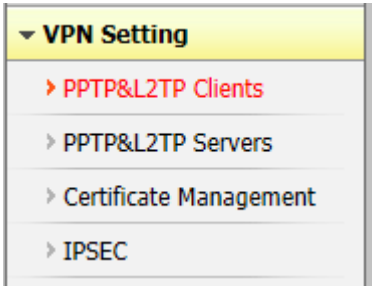 VPN Setting
PPTP&L2TP Clients
PPTP&L2TP Servers
Certificate Management
IPSEC